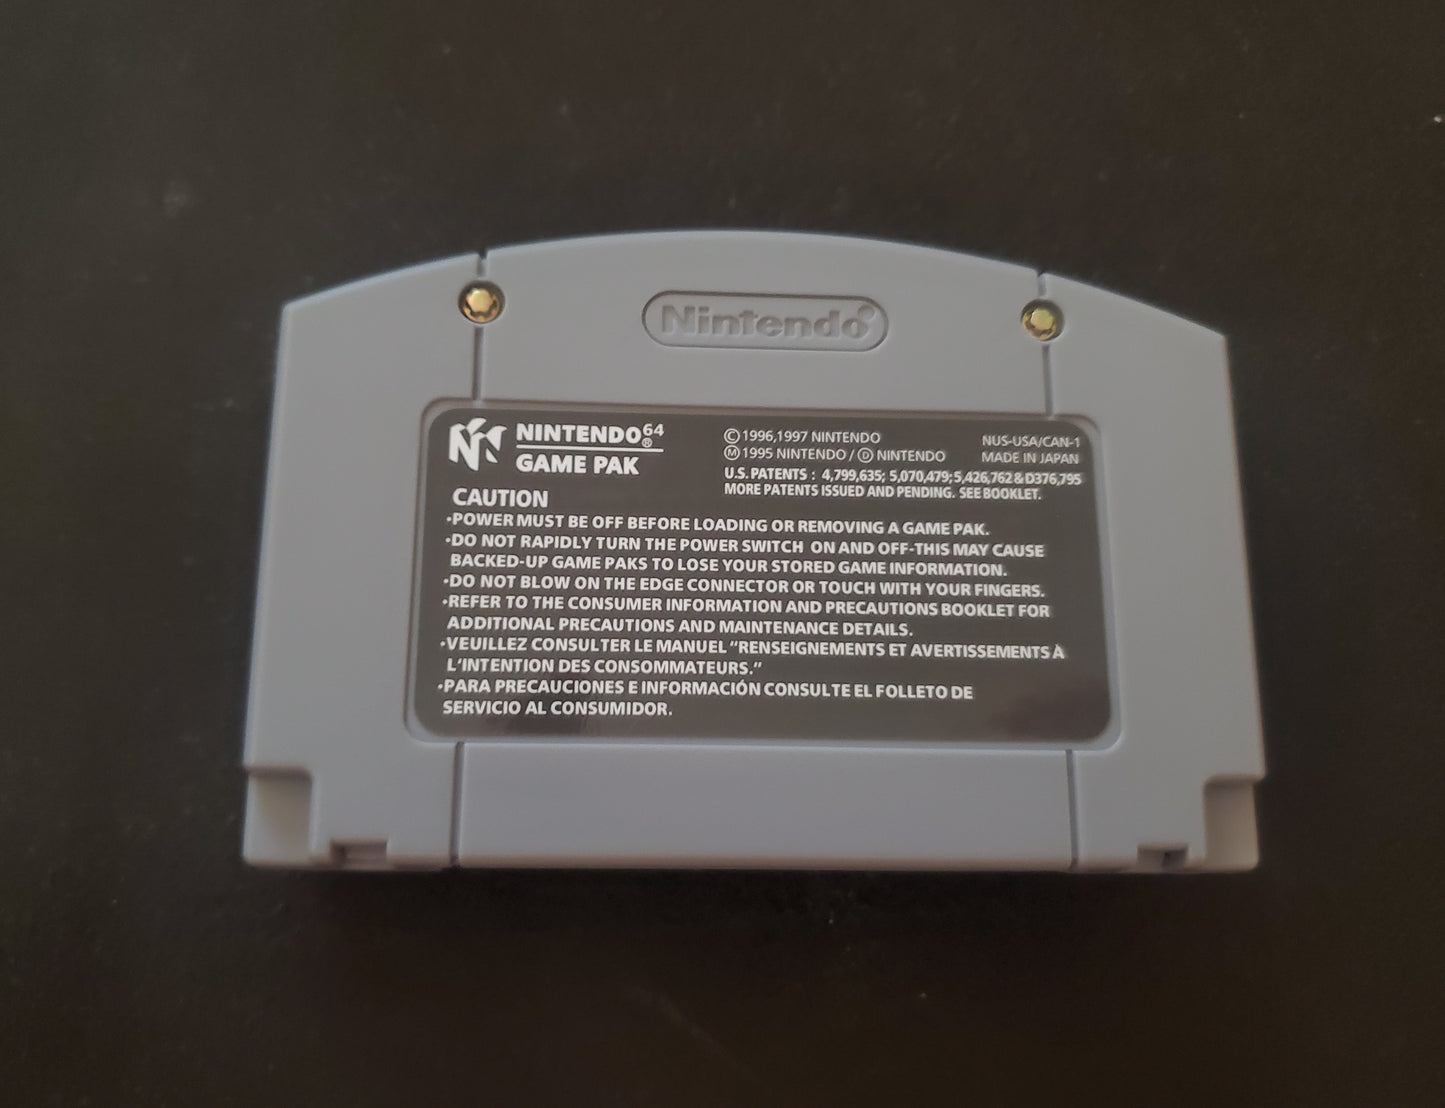 Nintendo®
NINTENDO64®
GAME PAK
©1996,1997 NINTENDO
Ⓜ1995 NINTENDO / Ⓓ NINTENDO
NUS-USA/CAN-1
MADE IN JAPAN
U.S. PATENTS : 4,799,635; 5,070,479; 5,426,762 & D376,795
MORE PATENTS ISSUED AND PENDING. SEE BOOKLET.
CAUTION
·POWER MUST BE OFF BEFORE LOADING OR REMOVING A GAME PAK.
·DO NOT RAPIDLY TURN THE POWER SWITCH ON AND OFF-THIS MAY CAUSE
BACKED-UP GAME PAKS TO LOSE YOUR STORED GAME INFORMATION.
·DO NOT BLOW ON THE EDGE CONNECTOR OR TOUCH WITH YOUR FINGERS.
·REFER TO THE CONSUMER INFORMATION AND PRECAUTIONS BOOKLET FOR
ADDITIONAL PRECAUTIONS AND MAINTENANCE DETAILS.
·VEUILLEZ CONSULTER LE MANUEL "RENSEIGNEMENTS ET AVERTISSEMENTS À
L'INTENTION DES CONSOMMATEURS."
·PARA PRECAUCIONES E INFORMACIÓN CONSULTE EL FOLLETO DE
SERVICIO AL CONSUMIDOR.